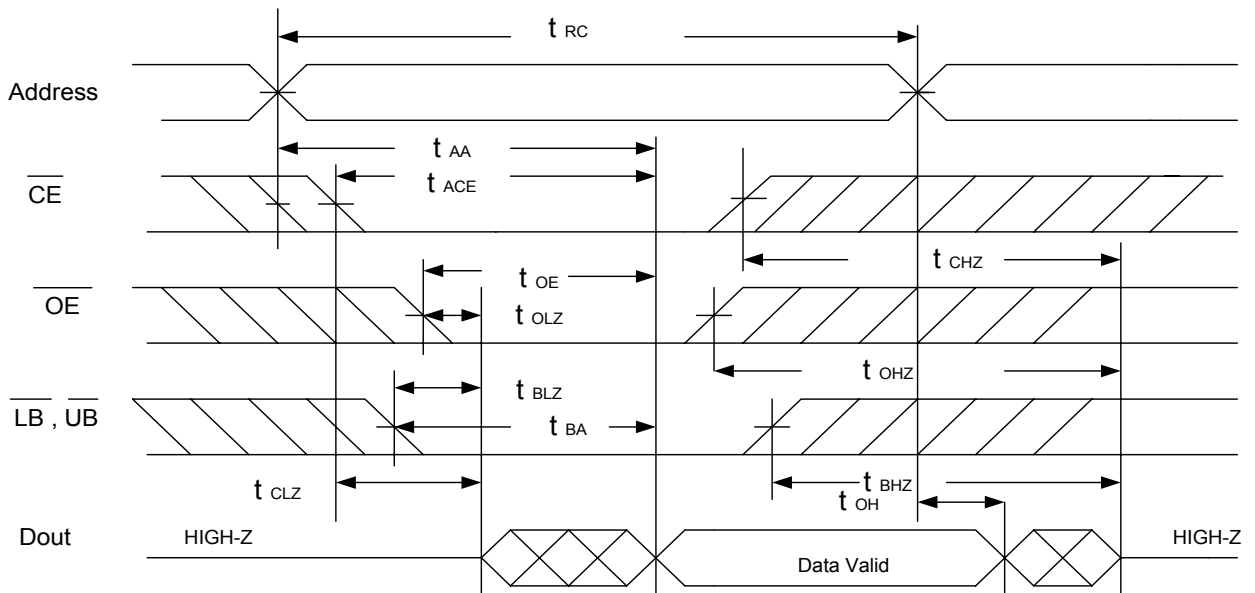 t RC
Address
t AA
t ACE
CE
t CHZ
t OE
OE
t OLZ
t OHZ
t BLZ
LB , UB
t BA
t BHZ
t CLZ
t OH
Dout
HIGH-Z
HIGH-Z
Data Valid